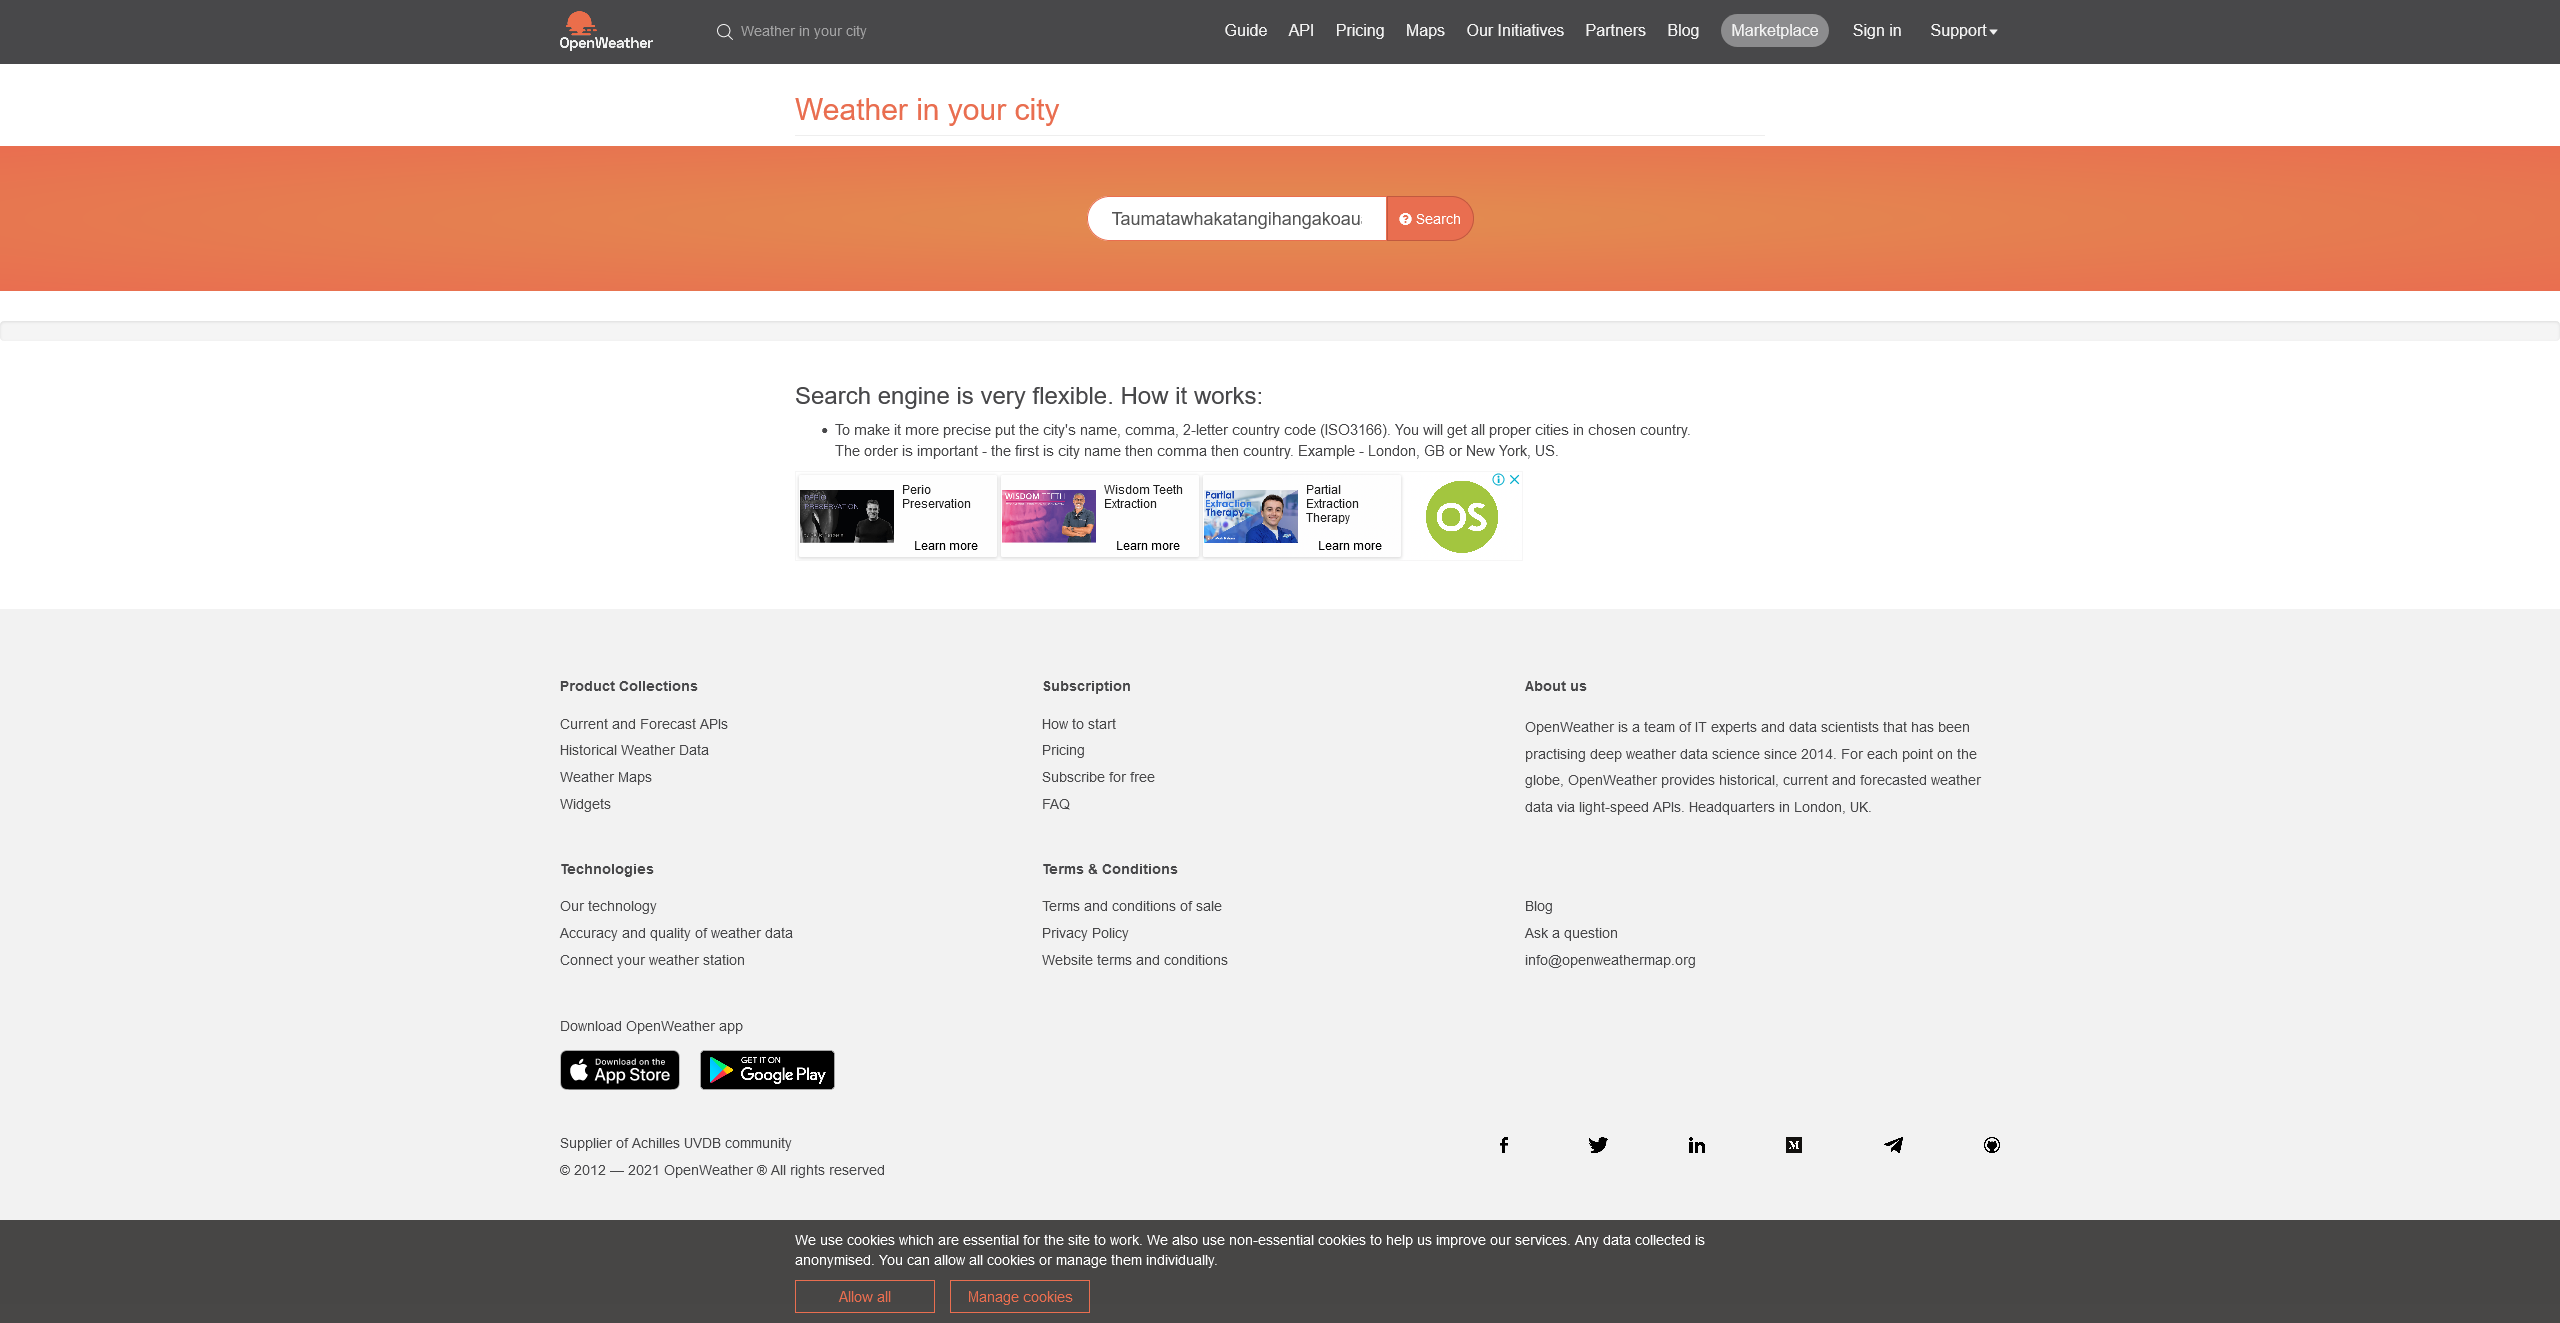 OpenWeather
Weather in your city
Guide API Pricing Maps Our Initiatives Partners Blog Marketplace Sign in Support
Weather in your city
Taumatawhakatangihangakoau
Search
Search engine is very flexible. How it works:
To make it more precise put the city's name, comma, 2-letter country code (ISO3166). You will get all proper cities in chosen country.
The order is important - the first is city name then comma then country. Example - London, GB or New York, US.
PERIO
PRESERVATION
Perio
Preservation
Learn more
WISDOM TEETH
Wisdom Teeth
Extraction
Learn more
Partial
Extraction
Therapy
Partial
Extraction
Therapy
Learn more
OS
Product Collections
Current and Forecast APIs
Historical Weather Data
Weather Maps
Widgets
Subscription
How to start
Pricing
Subscribe for free
FAQ
About us
OpenWeather is a team of IT experts and data scientists that has been
practising deep weather data science since 2014. For each point on the
globe, OpenWeather provides historical, current and forecasted weather
data via light-speed APIs. Headquarters in London, UK.
Technologies
Our technology
Accuracy and quality of weather data
Connect your weather station
Terms & Conditions
Terms and conditions of sale
Privacy Policy
Website terms and conditions
Blog
Ask a question
info@openweathermap.org
Download OpenWeather app
Download on the
App Store
GET IT ON
Google Play
Supplier of Achilles UVDB community
© 2012 — 2021 OpenWeather ® All rights reserved
We use cookies which are essential for the site to work. We also use non-essential cookies to help us improve our services. Any data collected is
anonymised. You can allow all cookies or manage them individually.
Allow all
Manage cookies